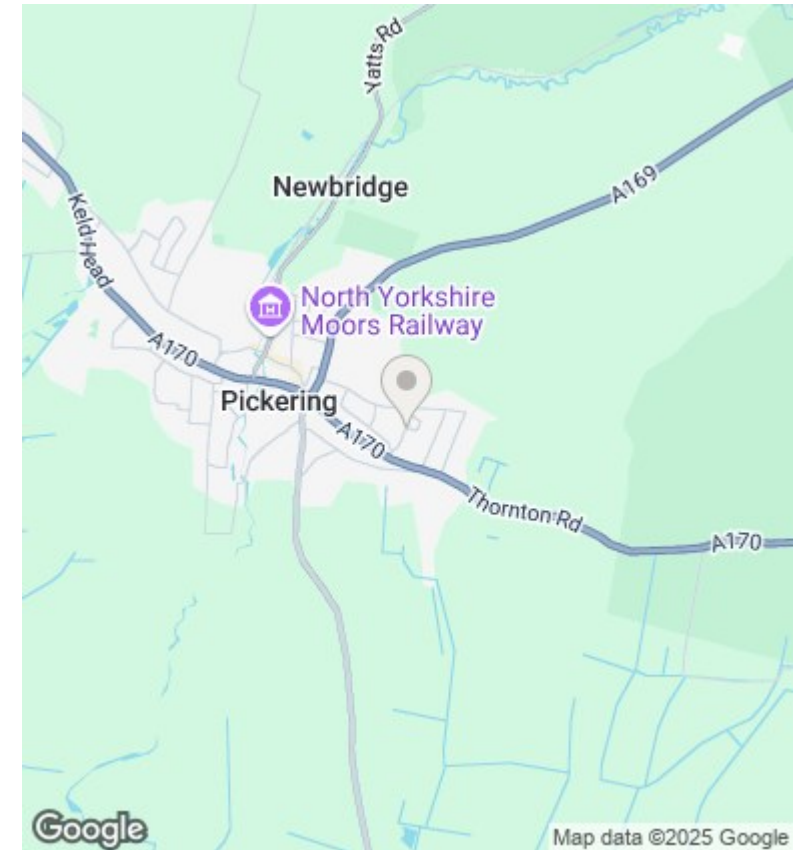 Yatts Rd
Newbridge
A169
Keld Head
North Yorkshire
Moors Railway
A170
Pickering
A170
Thornton Rd
A170
Google
Map data ©2025 Google